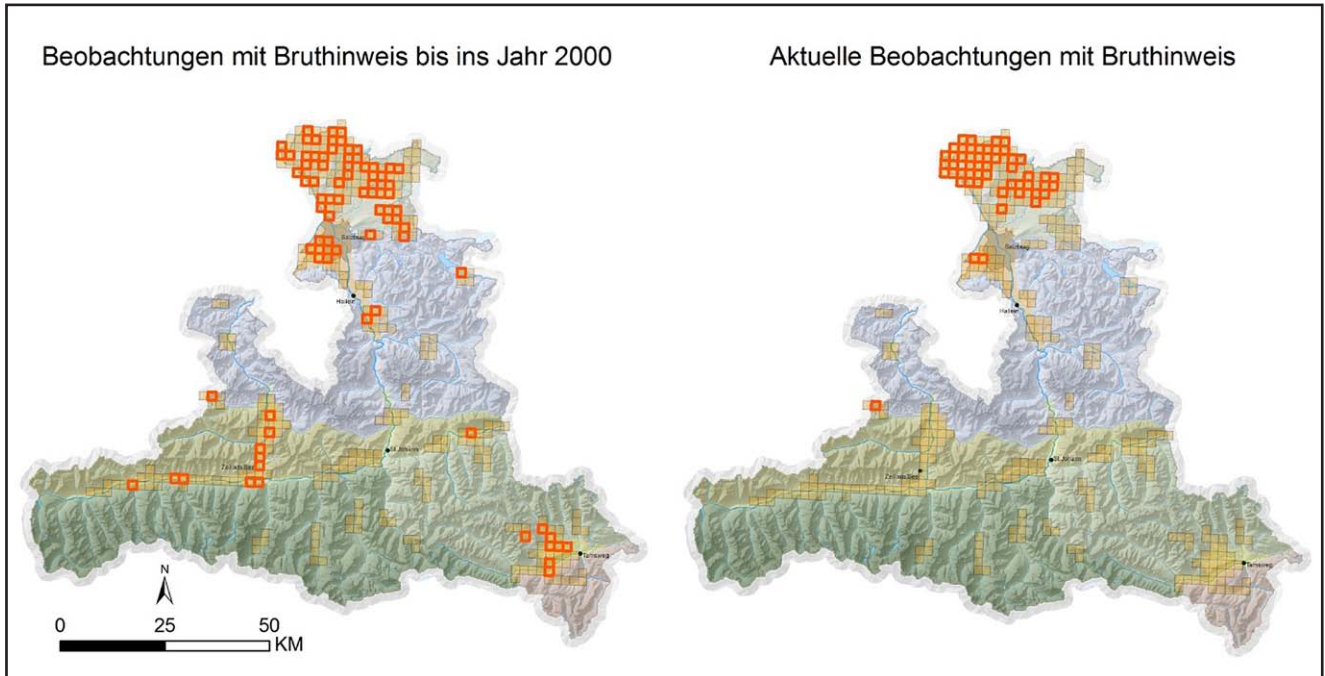 Beobachtungen mit Bruthinweis bis ins Jahr 2000
Aktuelle Beobachtungen mit Bruthinweis
Salzburg
Salzburg
Hallein
Hallein
St.Johann
Zell am See
St.Johann
Zell am See
Tamsweg
Tamsweg
N
0 25 50
KM